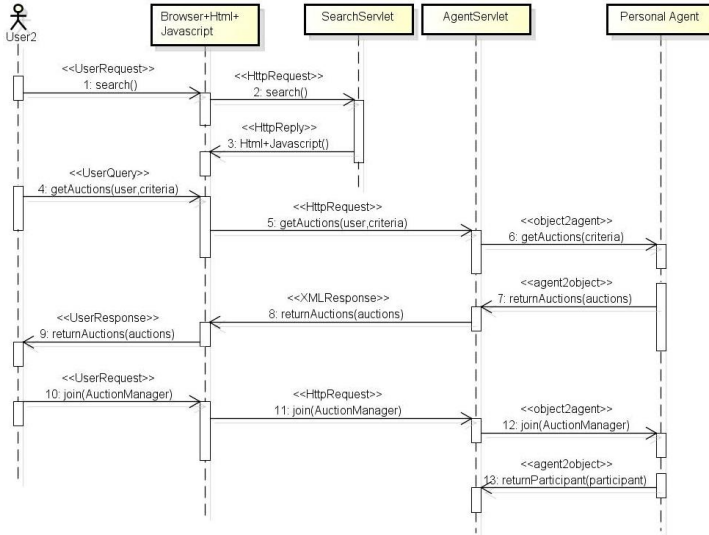 User2
Browser+Html+
Javascript
SearchServlet
AgentServlet
Personal Agent
<<UserRequest>>
1: search()
<<HttpRequest>>
2: search()
<<HttpReply>>
3: Html+Javascript()
<<UserQuery>>
4: getAuctions(user,criteria)
<<HttpRequest>>
5: getAuctions(user,criteria)
<<object2agent>>
6: getAuctions(criteria)
<<agent2object>>
7: returnAuctions(auctions)
<<XMLResponse>>
8: returnAuctions(auctions)
<<UserResponse>>
9: returnAuctions(auctions)
<<UserRequest>>
10: join(AuctionManager)
<<HttpRequest>>
11: join(AuctionManager)
<<object2agent>>
12: join(AuctionManager)
<<agent2object>>
13: returnParticipant(participant)